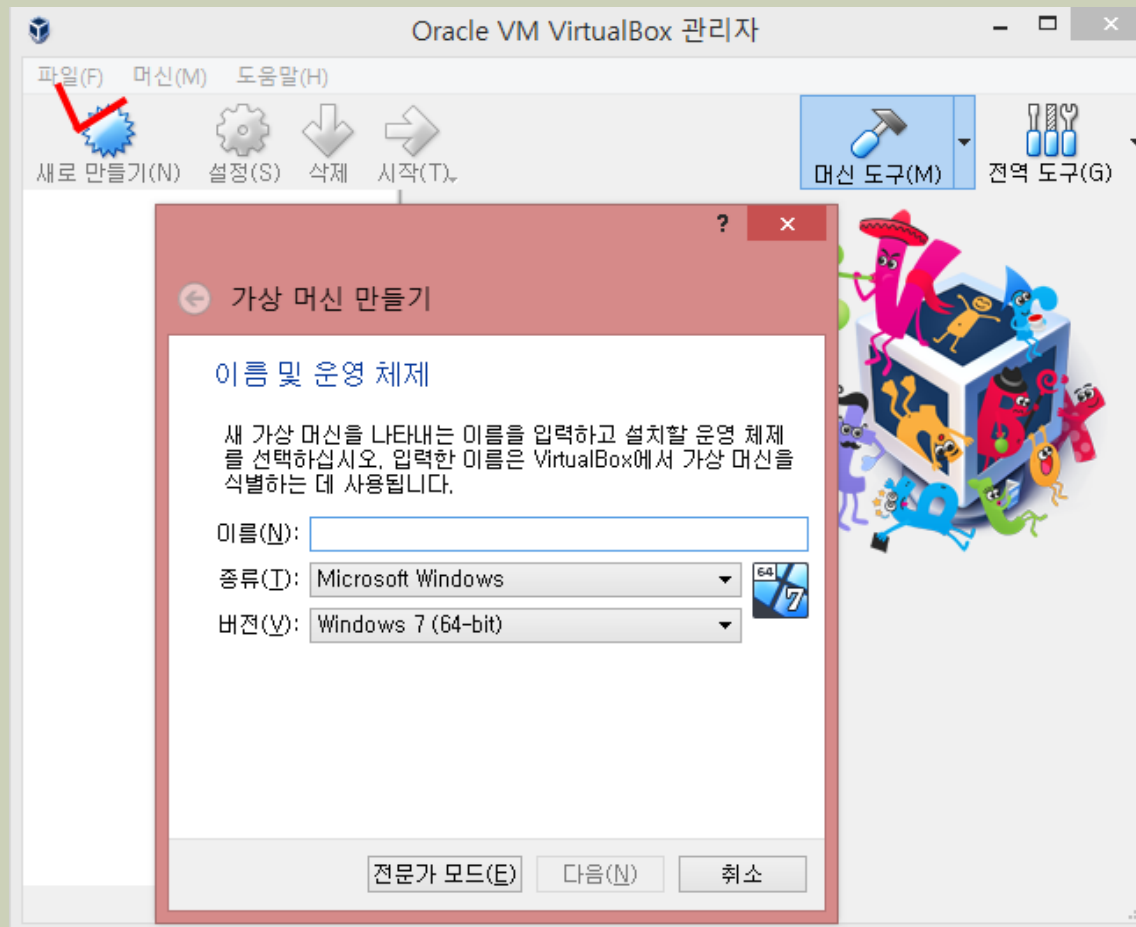 Oracle VM VirtualBox 관리자
파일(F) 머신(M) 도움말(H)
새로 만들기(N) 설정(S) 삭제 시작(T) 머신 도구(M) 전역 도구(G)
?
가상 머신 만들기
이름 및 운영 체제
새 가상 머신을 나타내는 이름을 입력하고 설치할 운영 체제
를 선택하십시오. 입력한 이름은 VirtualBox에서 가상 머신을
식별하는 데 사용됩니다.
이름(N):
종류(T): Microsoft Windows
64
7
버전(V): Windows 7 (64-bit)
전문가 모드(E) 다음(N) 취소